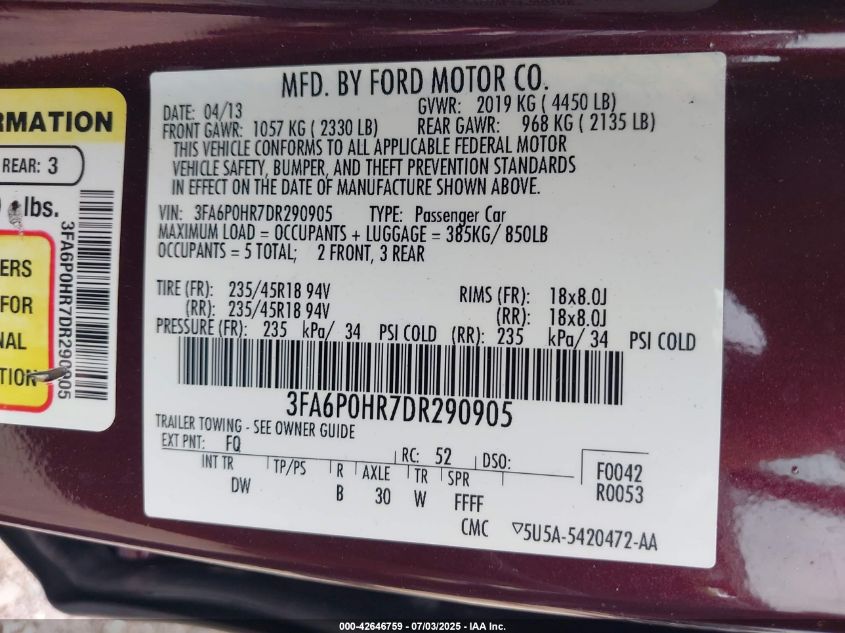 MFD. BY FORD MOTOR CO.
DATE: 04/13 GVWR: 2019 KG ( 4450 LB)
FRONT GAWR: 1057 KG ( 2330 LB) REAR GAWR: 968 KG ( 2135 LB)
THIS VEHICLE CONFORMS TO ALL APPLICABLE FEDERAL MOTOR
VEHICLE SAFETY, BUMPER, AND THEFT PREVENTION STANDARDS
IN EFFECT ON THE DATE OF MANUFACTURE SHOWN ABOVE.
VIN: 3FA6P0HR7DR290905 TYPE: Passenger Car
MAXIMUM LOAD = OCCUPANTS + LUGGAGE = 385KG/ 850LB
OCCUPANTS = 5 TOTAL; 2 FRONT, 3 REAR
TIRE (FR): 235/45R18 94V RIMS (FR): 18x8.0J
(RR): 235/45R18 94V (RR): 18x8.0J
PRESSURE (FR): 235 kPa/ 34 PSI COLD (RR): 235 kPa/ 34 PSI COLD
3FA6P0HR7DR290905
TRAILER TOWING - SEE OWNER GUIDE
EXT PNT: FQ RC: 52 DSO: F0042
INT TR TP/PS R AXLE TR SPR R0053
DW B 30 W FFFF
CMC 5U5A-5420472-AA
RMATION
REAR: 3
lbs.
ERS
FOR
NAL
TION
3FA6P0HR7DR290905
000-42646759 - 07/03/2025 - IAA Inc.